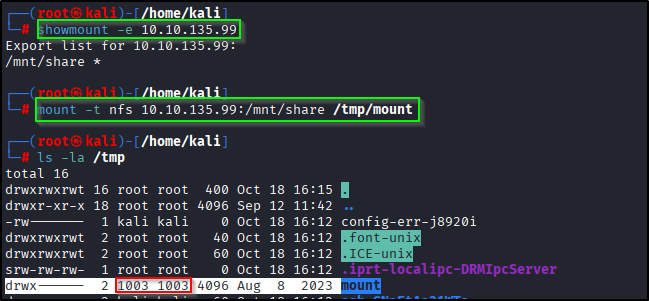 ┌──(root㉿kali)-[/home/kali]
└─# showmount -e 10.10.135.99
Export list for 10.10.135.99:
/mnt/share *
┌──(root㉿kali)-[/home/kali]
└─# mount -t nfs 10.10.135.99:/mnt/share /tmp/mount
┌──(root㉿kali)-[/home/kali]
└─# ls -la /tmp
total 16
drwxrwxrwt 16 root root  400 Oct 18 16:15 .
drwxr-xr-x 18 root root 4096 Sep 12 11:42 ..
-rw------- 1 kali kali    0 Oct 18 16:12 config-err-j8920i
drwxrwxrwt 2 root root   40 Oct 18 16:12 .font-unix
drwxrwxrwt 2 root root   60 Oct 18 16:12 .ICE-unix
srw-rw-rw- 1 root root    0 Oct 18 16:12 .iprt-localipc-DRMIpcServer
drwx------ 2 1003 1003 4096 Aug  8  2023 mount